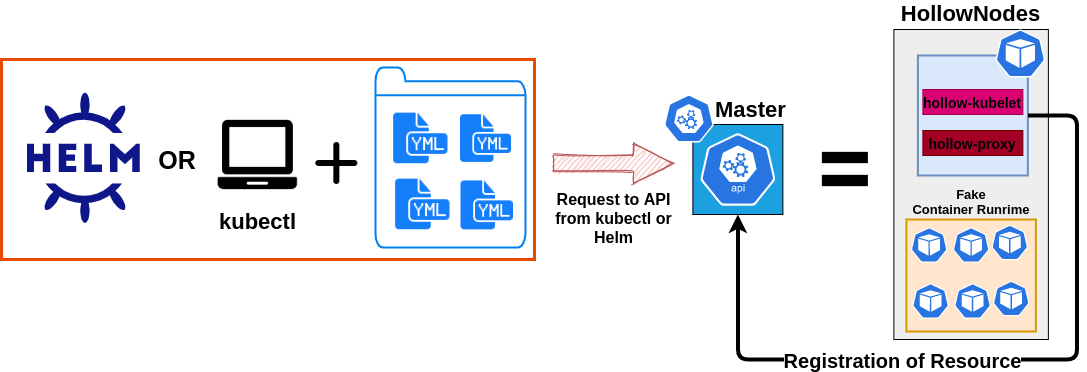 HollowNodes
HELM
OR
kubectl
+
YML
YML
YML
YML
Request to API
from kubectl or
Helm
Master
api
=
hollow-kubelet
hollow-proxy
Fake
Container Runrime
Registration of Resource